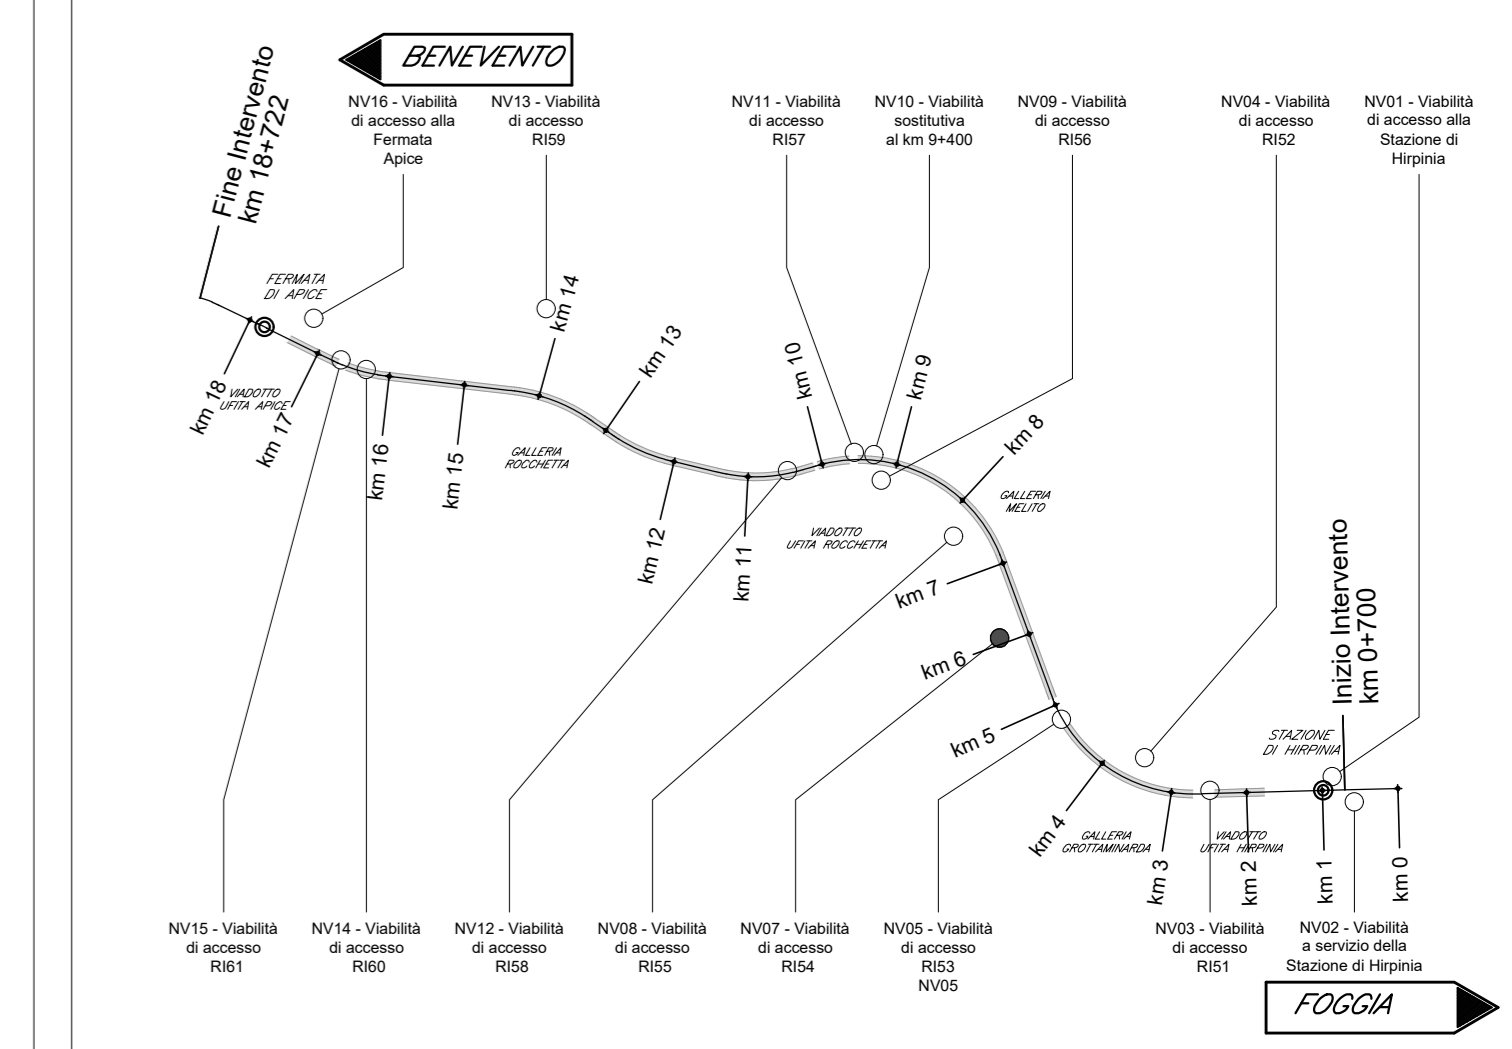 BENEVENTO
Fine Intervento
km 18+722
NV16 - Viabilità
di accesso alla
Fermata
Apice
NV13 - Viabilità
di accesso
RI59
NV11 - Viabilità
di accesso
RI57
NV10 - Viabilità
sostitutiva
al km 9+400
NV09 - Viabilità
di accesso
RI56
NV04 - Viabilità
di accesso
RI52
NV01 - Viabilità
di accesso alla
Stazione di
Hirpinia
FERMATA
DI APICE
km 18
VIADOTTO
UFITA APICE
km 17
km 16
km 15
GALLERIA
ROCCHETTA
km 14
km 13
km 12
km 11
km 10
VIADOTTO
UFITA ROCCHETTA
km 9
km 8
GALLERIA
MELITO
km 7
km 6
km 5
km 4
GALLERIA
GROTTAMINARDA
km 3
VIADOTTO
UFITA HIRPINIA
km 2
STAZIONE
DI HIRPINIA
Inizio Intervento
km 0+700
km 1
km 0
NV15 - Viabilità
di accesso
RI61
NV14 - Viabilità
di accesso
RI60
NV12 - Viabilità
di accesso
RI58
NV08 - Viabilità
di accesso
RI55
NV07 - Viabilità
di accesso
RI54
NV05 - Viabilità
di accesso
RI53
NV05
NV03 - Viabilità
di accesso
RI51
NV02 - Viabilità
a servizio della
Stazione di Hirpinia
FOGGIA